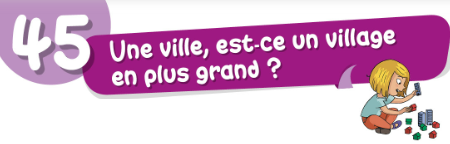 45
Une ville, est-ce un village
en plus grand ?